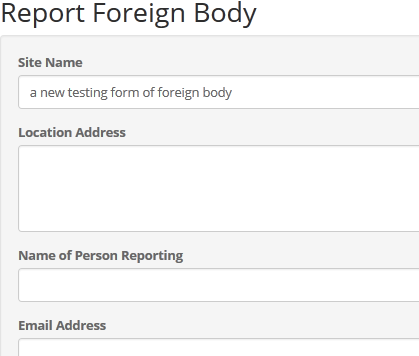 Report Foreign Body
Site Name
a new testing form of foreign body
Location Address
Name of Person Reporting
Email Address